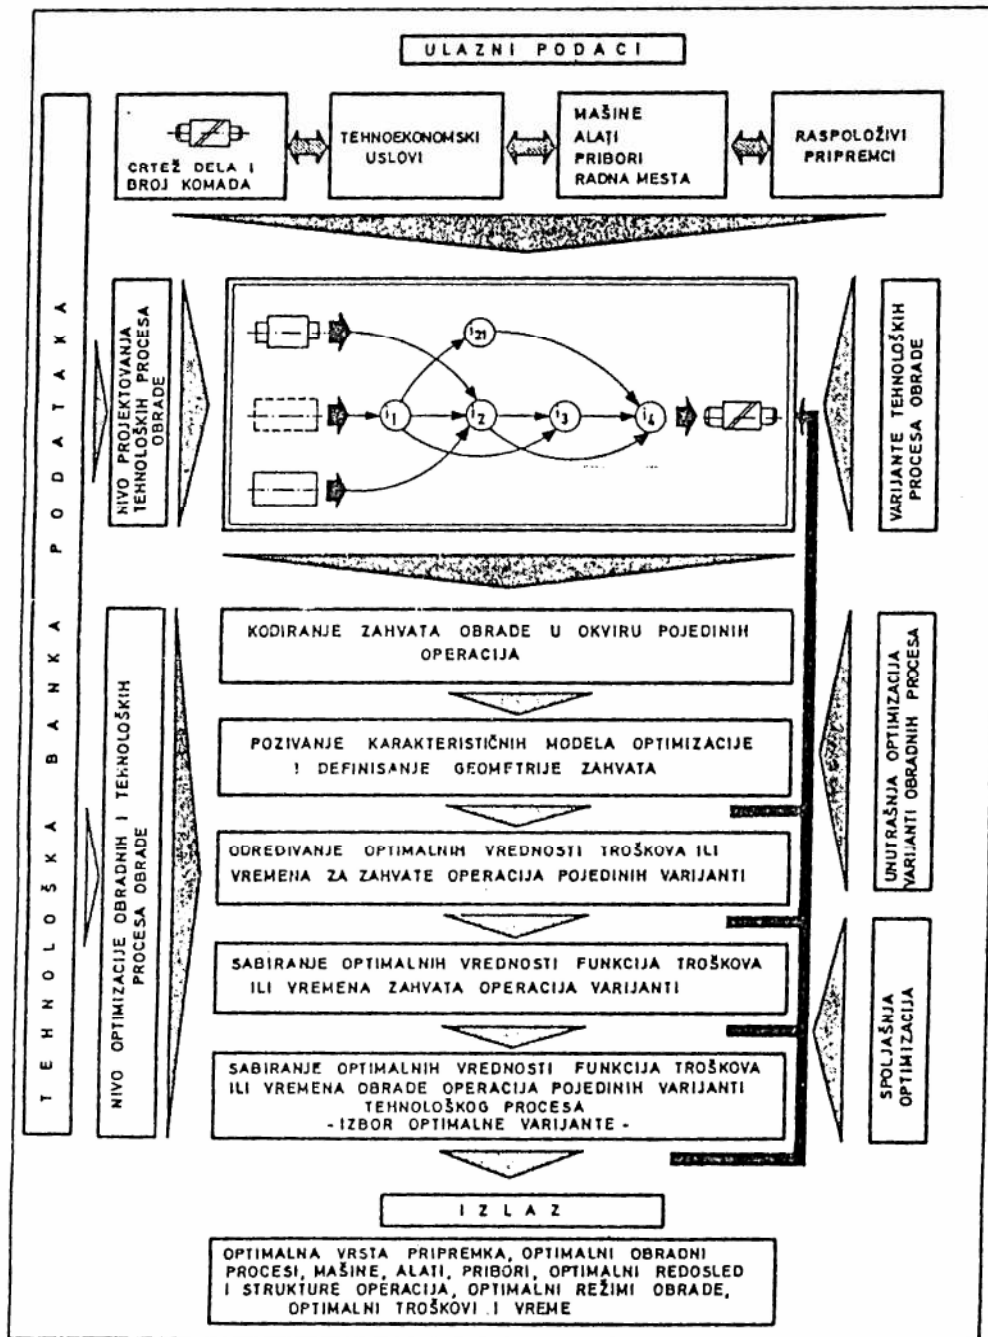 ULAZNI PODACI
CRTEŽ DELA I
BROJ KOMADA
TEHNOEKONOMSKI
USLOVI
MAŠINE
ALATI
PRIBORI
RADNA MESTA
RASPOLOŽIVI
PRIPREMCI
TEHNOLOŠKA BANKA PODATAKA
NIVO PROJEKTOVANJA
TEHNOLOŠKIH PROCESA
OBRADE
i1
i21
i2
i3
i4
VARIJANTE TEHNOLOŠKIH
PROCESA OBRADE
NIVO OPTIMIZACIJE OBRADNIH I TEHNOLOŠKIH
PROCESA OBRADE
KODIRANJE ZAHVATA OBRADE U OKVIRU POJEDINIH
OPERACIJA
POZIVANJE KARAKTERISTIČNIH MODELA OPTIMIZACIJE
I DEFINISANJE GEOMETRIJE ZAHVATA
ODREĐIVANJE OPTIMALNIH VREDNOSTI TROŠKOVA ILI
VREMENA ZA ZAHVATE OPERACIJA POJEDINIH VARIJANTI
SABIRANJE OPTIMALNIH VREDNOSTI FUNKCIJA TROŠKOVA
ILI VREMENA ZAHVATA OPERACIJA VARIJANTI
SABIRANJE OPTIMALNIH VREDNOSTI FUNKCIJA TROŠKOVA
ILI VREMENA OBRADE OPERACIJA POJEDINIH VARIJANTI
TEHNOLOŠKOG PROCESA
- IZBOR OPTIMALNE VARIJANTE -
UNUTRAŠNJA OPTIMIZACIJA
VARIJANTI OBRADNIH PROCESA
SPOLJAŠNJA
OPTIMIZACIJA
IZLAZ
OPTIMALNA VRSTA PRIPREMKA, OPTIMALNI OBRADNI
PROCESI, MAŠINE, ALATI, PRIBORI, OPTIMALNI REDOSLED
I STRUKTURE OPERACIJA, OPTIMALNI REŽIMI OBRADE,
OPTIMALNI TROŠKOVI I VREME